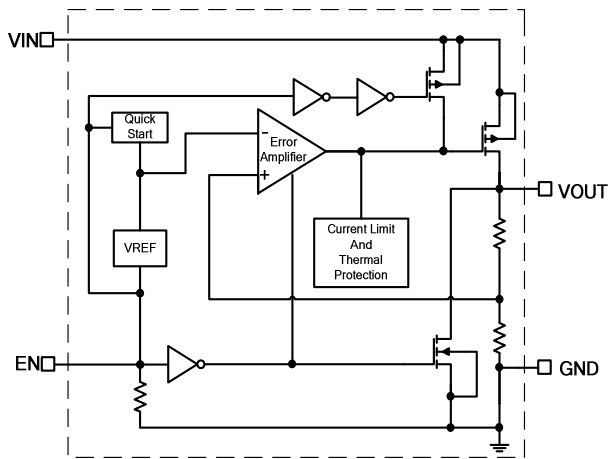 VIN
Quick
Start
-
Error
Amplifier
+
VOUT
Current Limit
And
Thermal
Protection
VREF
EN
GND